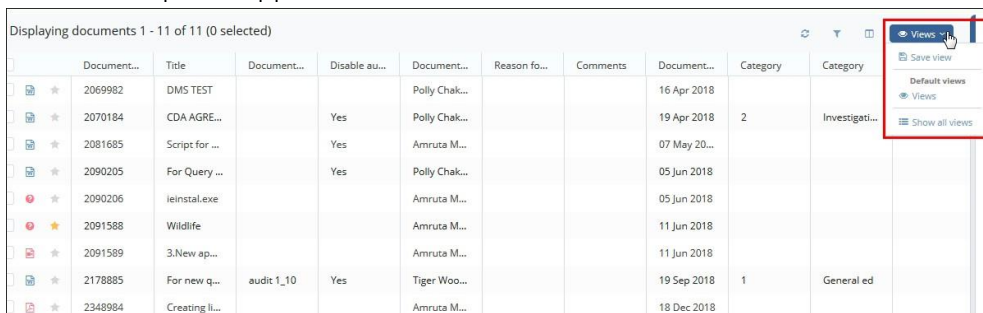 Displaying documents 1 - 11 of 11 (0 selected)
Views
Save view
Default views
Views
Show all views
Document... Title Document... Disable au... Document... Reason fo... Comments Document... Category Category
2069982 DMS TEST Polly Chak... 16 Apr 2018
2070184 CDA AGRE... Yes Polly Chak... 19 Apr 2018 2 Investigati...
2081685 Script for ... Yes Amruta M... 07 May 20...
2090205 For Query ... Yes Polly Chak... 05 Jun 2018
2090206 ieinstal.exe Amruta M... 05 Jun 2018
2091588 Wildlife Amruta M... 11 Jun 2018
2091589 3.New ap... Amruta M... 11 Jun 2018
2178885 For new q... audit 1_10 Yes Tiger Woo... 19 Sep 2018 1 General ed
2348984 Creating li... Amruta M... 18 Dec 2018